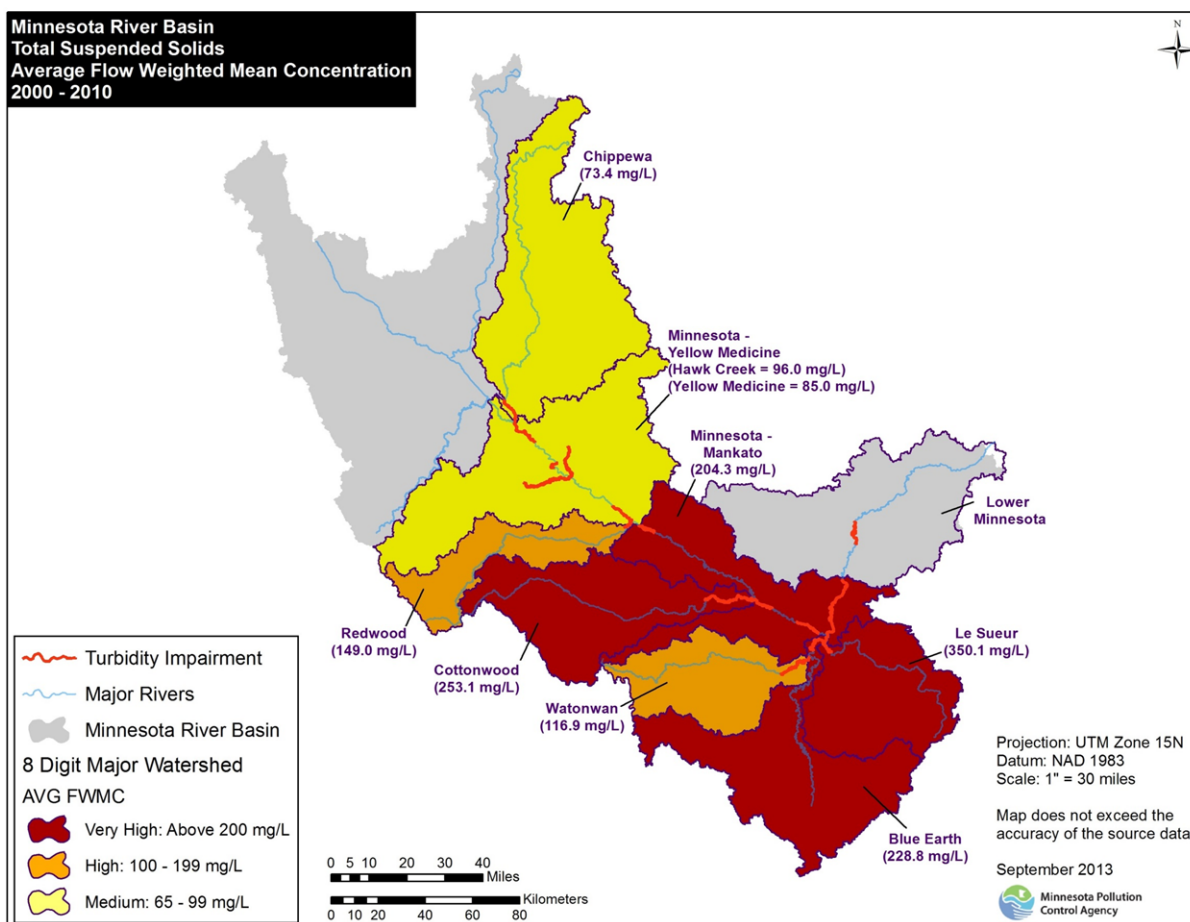 Minnesota River Basin
Total Suspended Solids
Average Flow Weighted Mean Concentration
2000 - 2010
N
Chippewa
(73.4 mg/L)
Minnesota -
Yellow Medicine
(Hawk Creek = 96.0 mg/L)
(Yellow Medicine = 85.0 mg/L)
Minnesota -
Mankato
(204.3 mg/L)
Lower
Minnesota
Redwood
(149.0 mg/L)
Cottonwood
(253.1 mg/L)
Watonwan
(116.9 mg/L)
Le Sueur
(350.1 mg/L)
Blue Earth
(228.8 mg/L)
Turbidity Impairment
Major Rivers
Minnesota River Basin
8 Digit Major Watershed
AVG FWMC
Very High: Above 200 mg/L
High: 100 - 199 mg/L
Medium: 65 - 99 mg/L
0 5 10 20 30 40
Miles
Kilometers
0 10 20 40 60 80
Projection: UTM Zone 15N
Datum: NAD 1983
Scale: 1" = 30 miles
Map does not exceed the
accuracy of the source data
September 2013
Minnesota Pollution
Control Agency